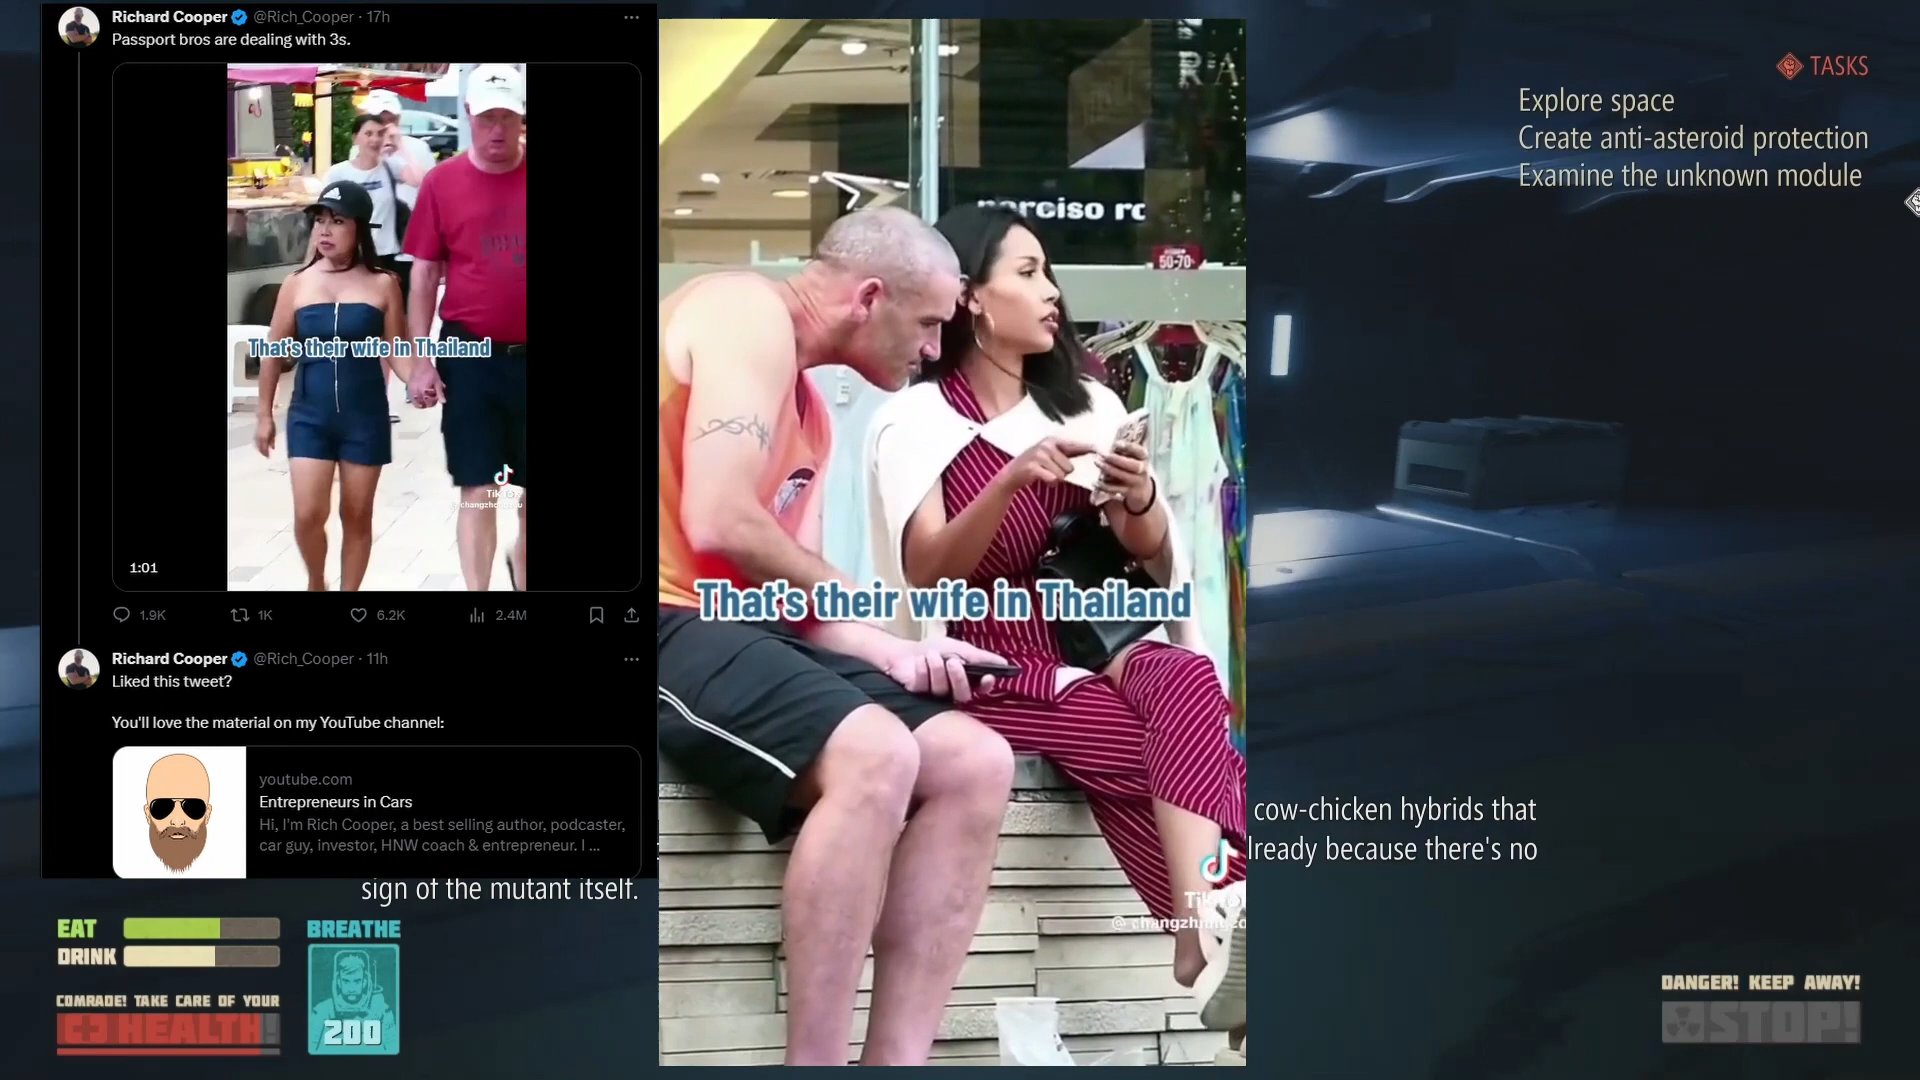 Richard Cooper @Rich_Cooper · 17h
Passport bros are dealing with 3s.
That's their wife in Thailand
1:01
1.9K 1K 6.2K 2.4M
Richard Cooper @Rich_Cooper · 11h
Liked this tweet?
You'll love the material on my YouTube channel:
youtube.com
Entrepreneurs in Cars
Hi, I'm Rich Cooper, a best selling author, podcaster,
car guy, investor, HNW coach & entrepreneur. I ...
narciso ro
50-70%
That's their wife in Thailand
TASKS
Explore space
Create anti-asteroid protection
Examine the unknown module
cow-chicken hybrids that
lready because there's no
sign of the mutant itself.
EAT
DRINK
BREATHE
200
COMRADE! TAKE CARE OF YOUR
HEALTH!
DANGER! KEEP AWAY!
STOP!